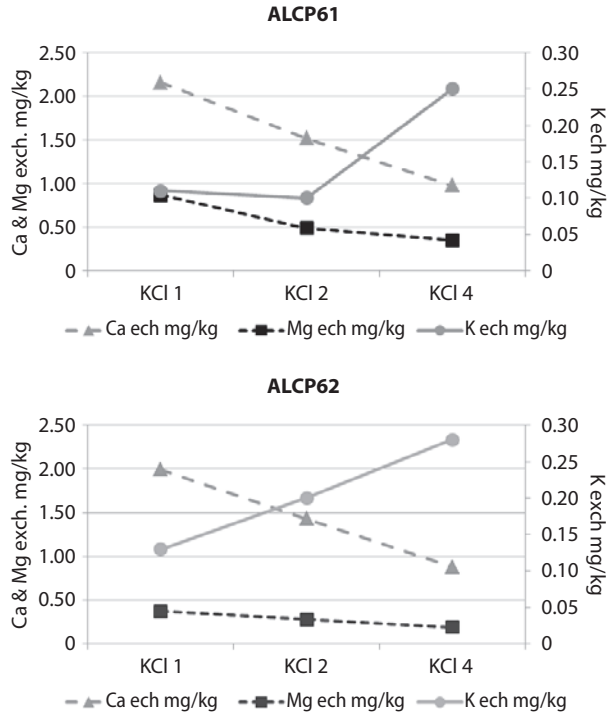 ALCP61
Ca & Mg exch. mg/kg
2.50
2.00
1.50
1.00
0.50
0
0.30
0.25
0.20
0.15
0.10
0.05
0
K ech mg/kg
KCl 1 KCl 2 KCl 4
Ca ech mg/kg Mg ech mg/kg K ech mg/kg
ALCP62
Ca & Mg exch. mg/kg
2.50
2.00
1.50
1.00
0.50
0
0.30
0.25
0.20
0.15
0.10
0.05
0
K exch mg/kg
KCl 1 KCl 2 KCl 4
Ca ech mg/kg Mg ech mg/kg K ech mg/kg